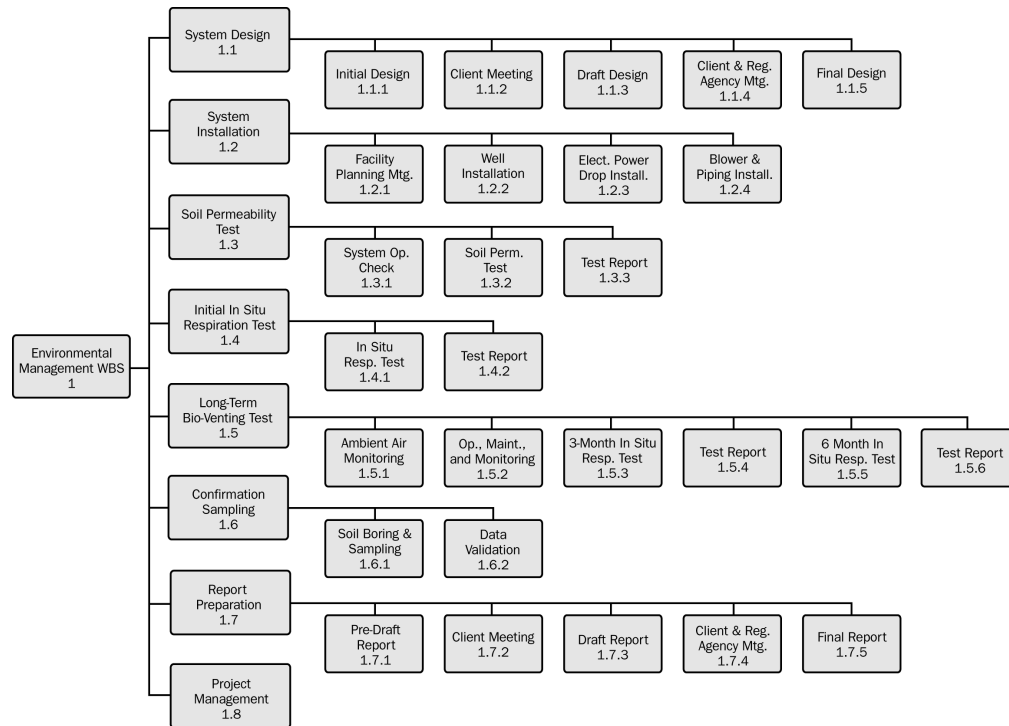 System Design
1.1
Initial Design
1.1.1
Client Meeting
1.1.2
Draft Design
1.1.3
Client & Reg.
Agency Mtg.
1.1.4
Final Design
1.1.5
System
Installation
1.2
Facility
Planning Mtg.
1.2.1
Well
Installation
1.2.2
Elect. Power
Drop Install.
1.2.3
Blower &
Piping Install.
1.2.4
Soil Permeability
Test
1.3
System Op.
Check
1.3.1
Soil Perm.
Test
1.3.2
Test Report
1.3.3
Initial In Situ
Respiration Test
1.4
In Situ
Resp. Test
1.4.1
Test Report
1.4.2
Environmental
Management WBS
1
Long-Term
Bio-Venting Test
1.5
Ambient Air
Monitoring
1.5.1
Op., Maint.,
and Monitoring
1.5.2
3-Month In Situ
Resp. Test
1.5.3
Test Report
1.5.4
6 Month In
Situ Resp. Test
1.5.5
Test Report
1.5.6
Confirmation
Sampling
1.6
Soil Boring &
Sampling
1.6.1
Data
Validation
1.6.2
Report
Preparation
1.7
Pre-Draft
Report
1.7.1
Client Meeting
1.7.2
Draft Report
1.7.3
Client & Reg.
Agency Mtg.
1.7.4
Final Report
1.7.5
Project
Management
1.8